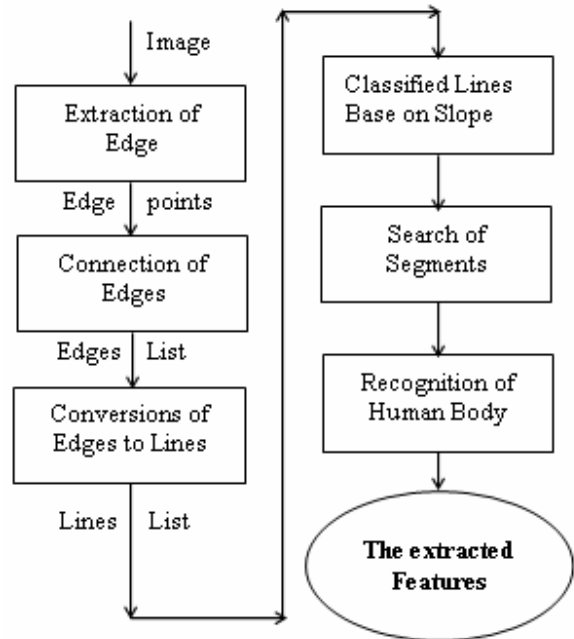 Image
Extraction of
Edge
Edge points
Connection of
Edges
Edges List
Conversions of
Edges to Lines
Lines List
Classified Lines
Base on Slope
Search of
Segments
Recognition of
Human Body
The extracted
Features